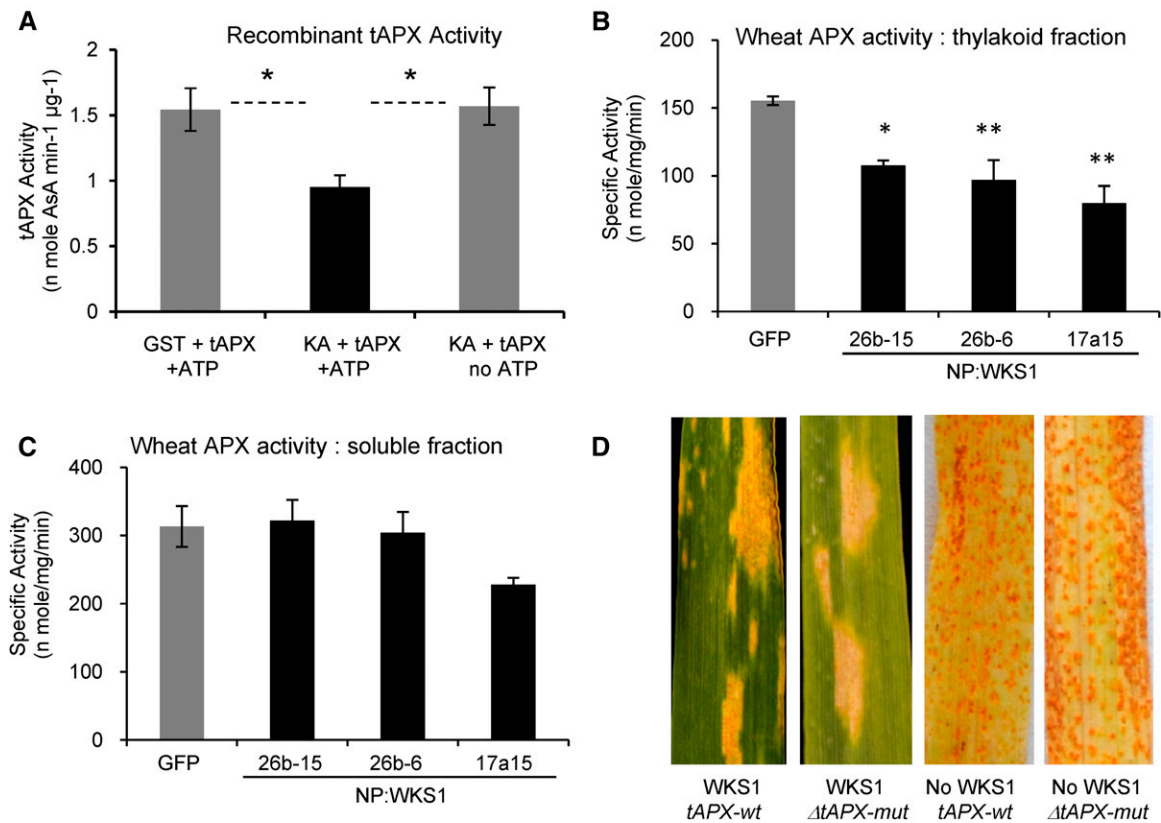 A
Recombinant tAPX Activity
tAPX Activity
(n mole AsA min-1 µg-1)
2
1.5
1
0.5
0
*
*
GST + tAPX
+ATP
KA + tAPX
+ATP
KA + tAPX
no ATP
B
Wheat APX activity : thylakoid fraction
Specific Activity
(n mole/mg/min)
200
150
100
50
0
*
**
**
GFP
26b-15
26b-6
17a15
NP:WKS1
C
Wheat APX activity : soluble fraction
Specific Activity
(n mole/mg/min)
400
300
200
100
0
GFP
26b-15
26b-6
17a15
NP:WKS1
D
WKS1
tAPX-wt
WKS1
ΔtAPX-mut
No WKS1
tAPX-wt
No WKS1
ΔtAPX-mut